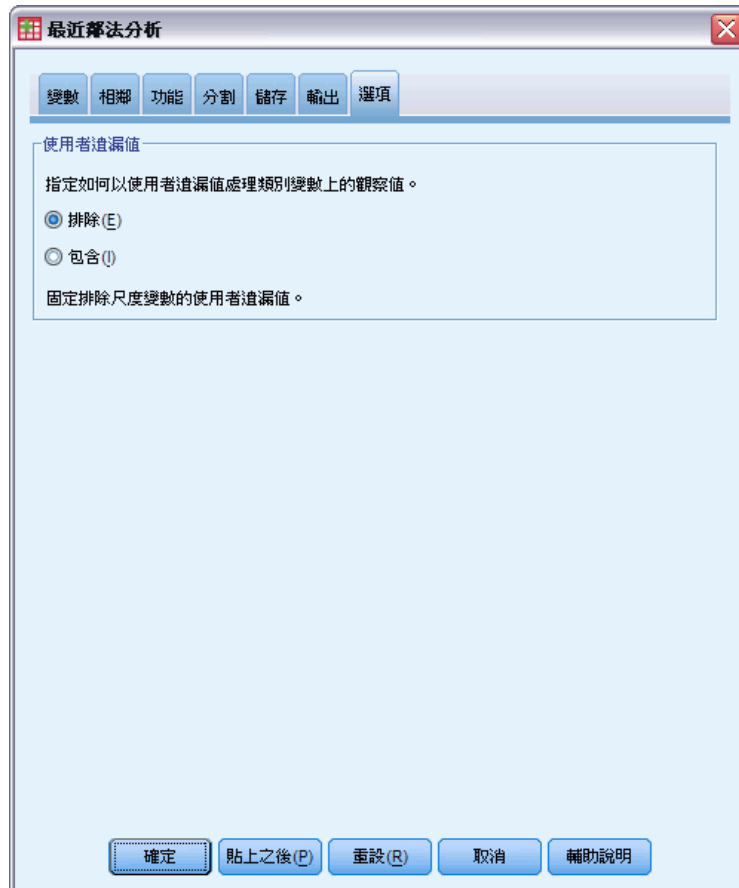 最近鄰法分析
變數 相鄰 功能 分割 儲存 輸出 選項
使用者遺漏值
指定如何以使用者遺漏值處理類別變數上的觀察值。
排除(E)
包含(I)
固定排除尺度變數的使用者遺漏值。
確定 貼上之後(P) 重設(R) 取消 輔助說明